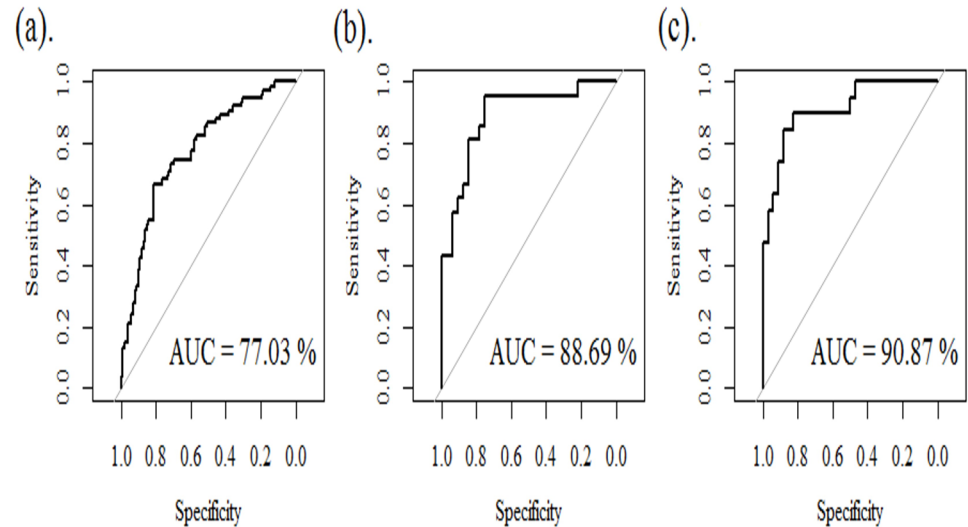 (a).
(b).
(c).
Sensitivity
0.0 0.2 0.4 0.6 0.8 1.0
AUC = 77.03 %
1.0 0.8 0.6 0.4 0.2 0.0
Specificity
Sensitivity
0.0 0.2 0.4 0.6 0.8 1.0
AUC = 88.69 %
1.0 0.8 0.6 0.4 0.2 0.0
Specificity
Sensitivity
0.0 0.2 0.4 0.6 0.8 1.0
AUC = 90.87 %
1.0 0.8 0.6 0.4 0.2 0.0
Specificity